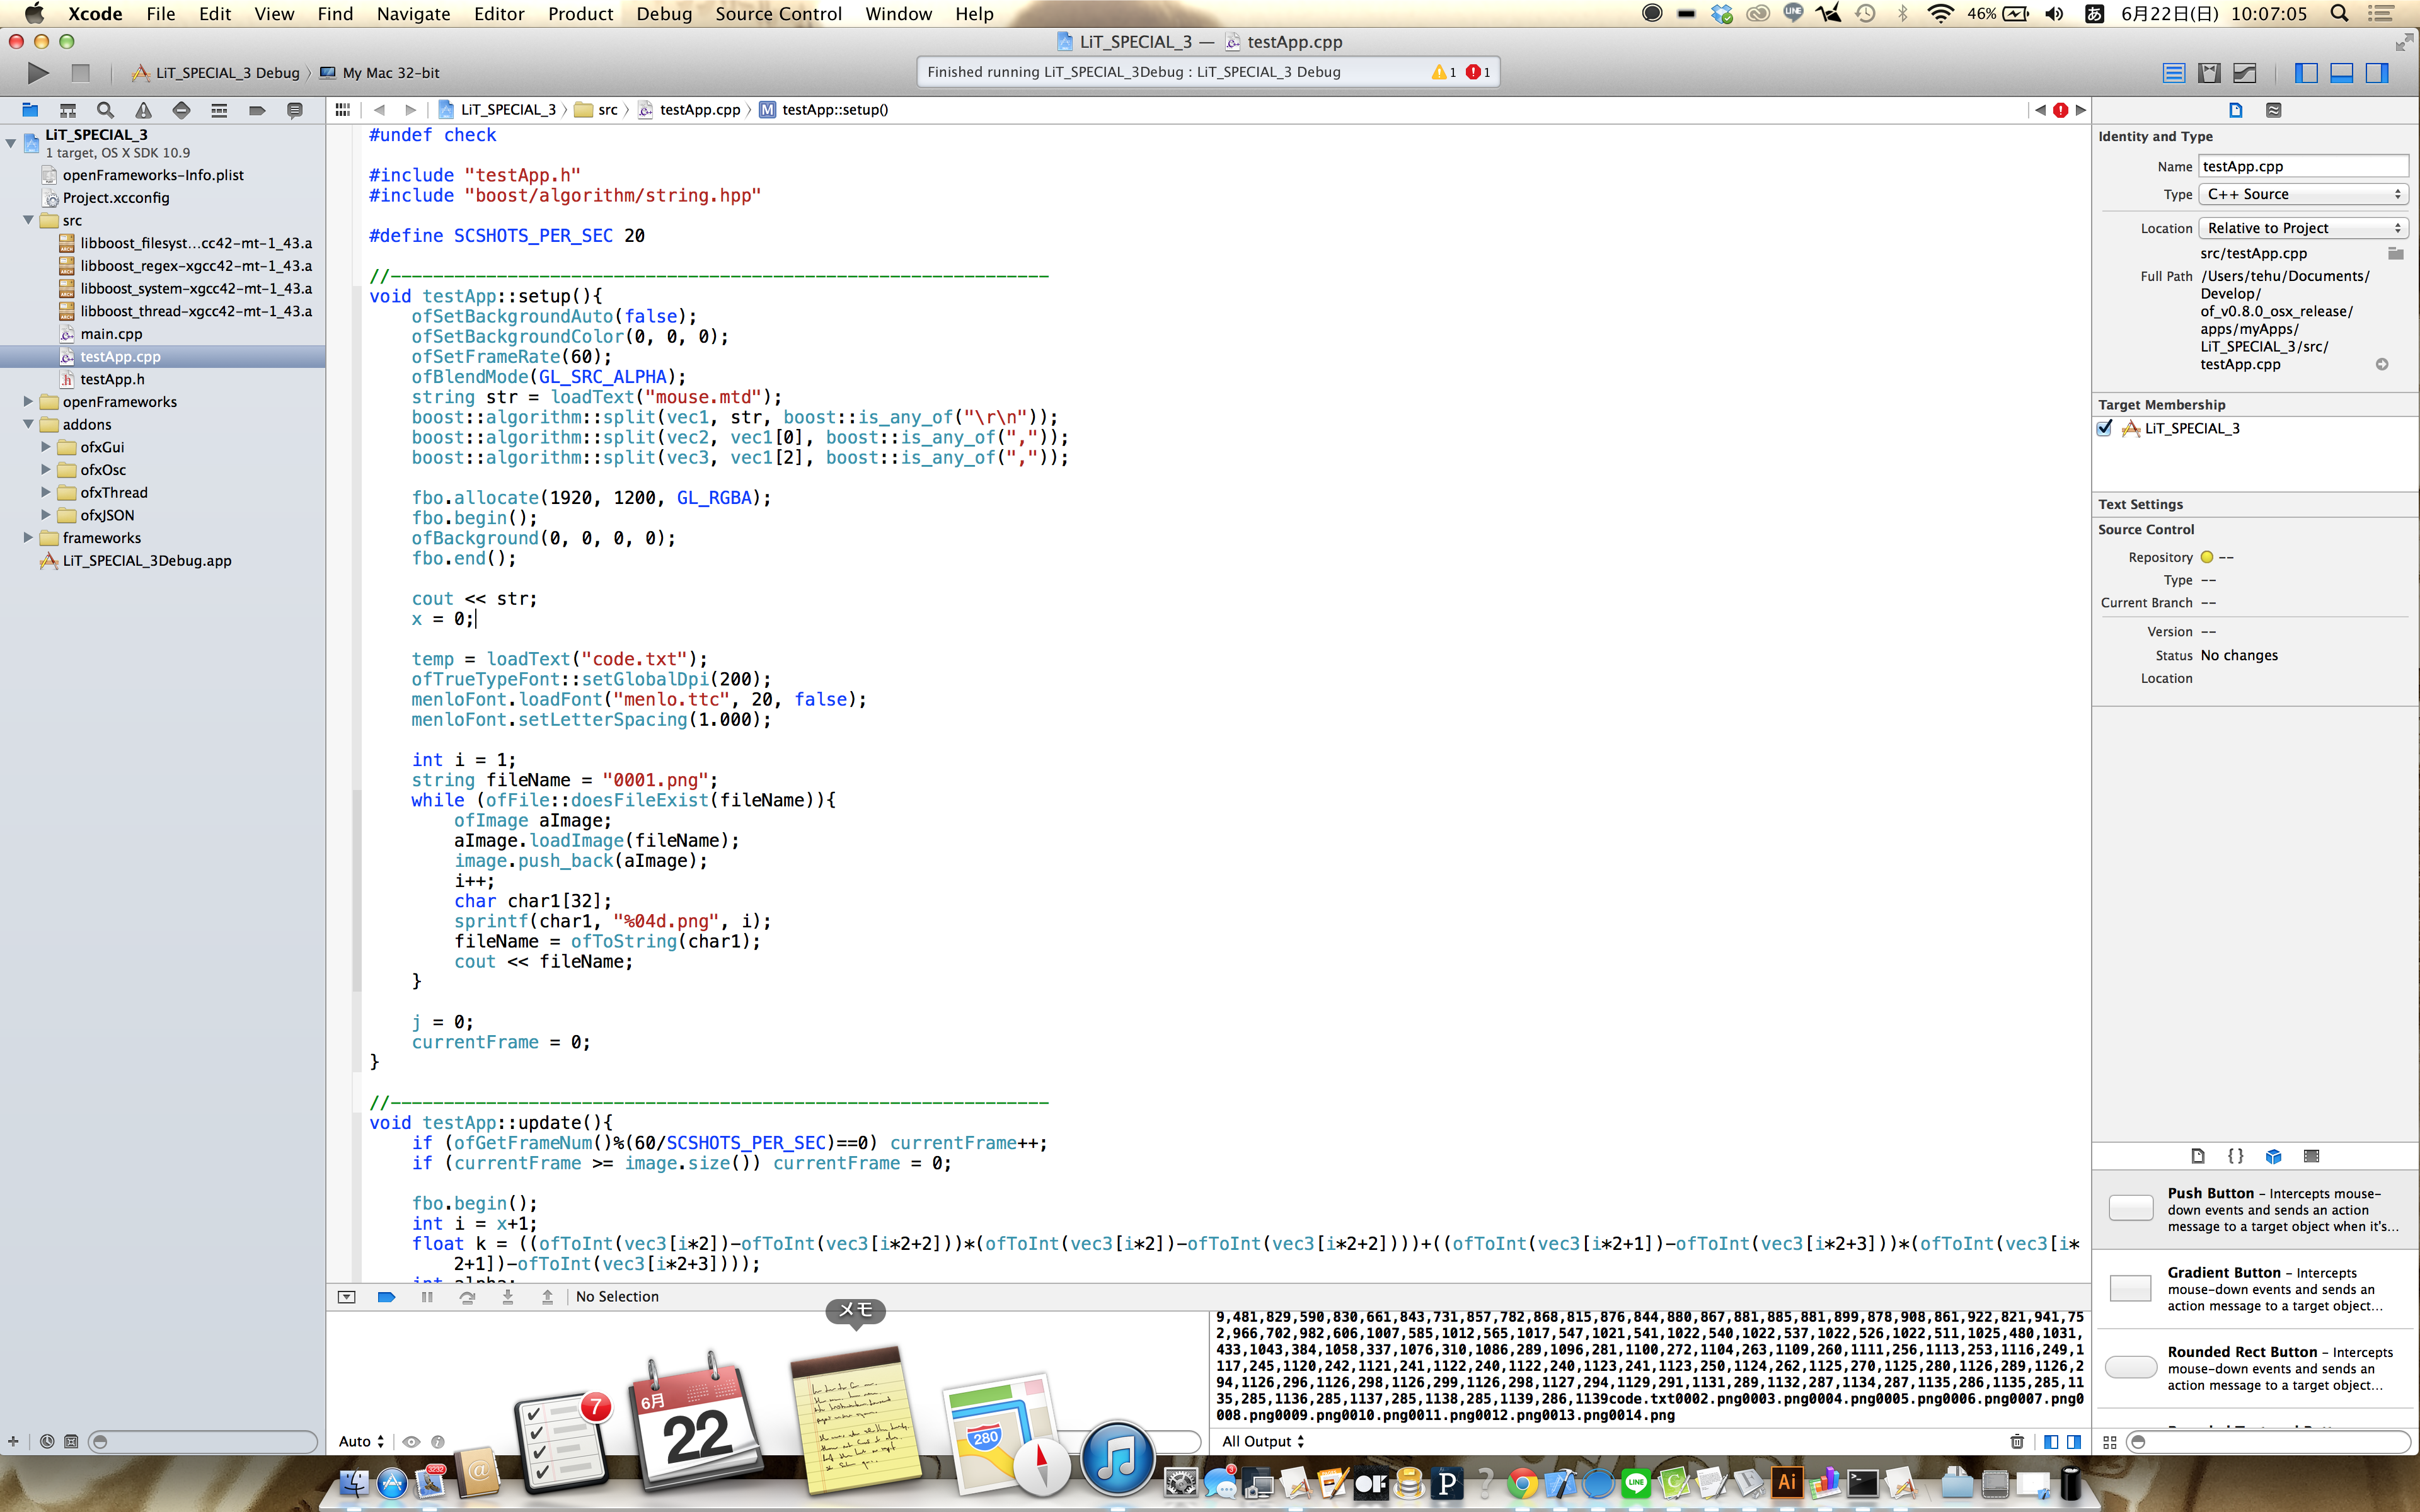 Xcode File Edit View Find Navigate Editor Product Debug Source Control Window Help
LINE 46% あ 6月22日(日) 10:07:05
LiT_SPECIAL_3 — testApp.cpp
LiT_SPECIAL_3 Debug 〉 My Mac 32-bit
Finished running LiT_SPECIAL_3Debug : LiT_SPECIAL_3 Debug 1 1
LiT_SPECIAL_3 〉 src 〉 testApp.cpp 〉 M testApp::setup()
LiT_SPECIAL_3
1 target, OS X SDK 10.9
openFrameworks-Info.plist
Project.xcconfig
src
libboost_filesyst...cc42-mt-1_43.a
libboost_regex-xgcc42-mt-1_43.a
libboost_system-xgcc42-mt-1_43.a
libboost_thread-xgcc42-mt-1_43.a
main.cpp
testApp.cpp
testApp.h
openFrameworks
addons
ofxGui
ofxOsc
ofxThread
ofxJSON
frameworks
LiT_SPECIAL_3Debug.app
#undef check
#include "testApp.h"
#include "boost/algorithm/string.hpp"
#define SCSHOTS_PER_SEC 20
//--------------------------------------------------------------
void testApp::setup(){
ofSetBackgroundAuto(false);
ofSetBackgroundColor(0, 0, 0);
ofSetFrameRate(60);
ofBlendMode(GL_SRC_ALPHA);
string str = loadText("mouse.mtd");
boost::algorithm::split(vec1, str, boost::is_any_of("\r\n"));
boost::algorithm::split(vec2, vec1[0], boost::is_any_of(","));
boost::algorithm::split(vec3, vec1[2], boost::is_any_of(","));
fbo.allocate(1920, 1200, GL_RGBA);
fbo.begin();
ofBackground(0, 0, 0, 0);
fbo.end();
cout << str;
x = 0;
temp = loadText("code.txt");
ofTrueTypeFont::setGlobalDpi(200);
menloFont.loadFont("menlo.ttc", 20, false);
menloFont.setLetterSpacing(1.000);
int i = 1;
string fileName = "0001.png";
while (ofFile::doesFileExist(fileName)){
ofImage aImage;
aImage.loadImage(fileName);
image.push_back(aImage);
i++;
char char1[32];
sprintf(char1, "%04d.png", i);
fileName = ofToString(char1);
cout << fileName;
}
j = 0;
currentFrame = 0;
}
//--------------------------------------------------------------
void testApp::update(){
if (ofGetFrameNum()%(60/SCSHOTS_PER_SEC)==0) currentFrame++;
if (currentFrame >= image.size()) currentFrame = 0;
fbo.begin();
int i = x+1;
float k = ((ofToInt(vec3[i*2])-ofToInt(vec3[i*2+2]))*(ofToInt(vec3[i*2])-ofToInt(vec3[i*2+2])))+((ofToInt(vec3[i*2+1])-ofToInt(vec3[i*2+3]))*(ofToInt(vec3[i*
2+1])-ofToInt(vec3[i*2+3])));
int alpha;
No Selection
メモ
9,481,829,590,830,661,843,731,857,782,868,815,876,844,880,867,881,885,881,899,878,908,861,922,821,941,75
2,966,702,982,606,1007,585,1012,565,1017,547,1021,541,1022,540,1022,537,1022,526,1022,511,1025,480,1031,
433,1043,384,1058,337,1076,310,1086,289,1096,281,1100,272,1104,263,1109,260,1111,256,1113,253,1116,249,1
117,245,1120,242,1121,241,1122,240,1122,240,1123,241,1123,250,1124,262,1125,270,1125,280,1126,289,1126,2
94,1126,296,1126,298,1126,299,1126,298,1127,294,1129,291,1131,289,1132,287,1134,287,1135,286,1135,285,11
35,285,1136,285,1137,285,1138,285,1139,286,1139code.txt0002.png0003.png0004.png0005.png0006.png0007.png0
008.png0009.png0010.png0011.png0012.png0013.png0014.png
Auto
All Output
Identity and Type
Name testApp.cpp
Type C++ Source
Location Relative to Project
src/testApp.cpp
Full Path /Users/tehu/Documents/
Develop/
of_v0.8.0_osx_release/
apps/myApps/
LiT_SPECIAL_3/src/
testApp.cpp
Target Membership
LiT_SPECIAL_3
Text Settings
Source Control
Repository --
Type --
Current Branch --
Version --
Status No changes
Location
{}
Push Button – Intercepts mouse-
down events and sends an action
message to a target object when it's...
Gradient Button – Intercepts
mouse-down events and sends an
action message to a target object...
Rounded Rect Button – Intercepts
mouse-down events and sends an
action message to a target object...
7
6月
22
280
3232
3
OF
P
?
LINE
Ai